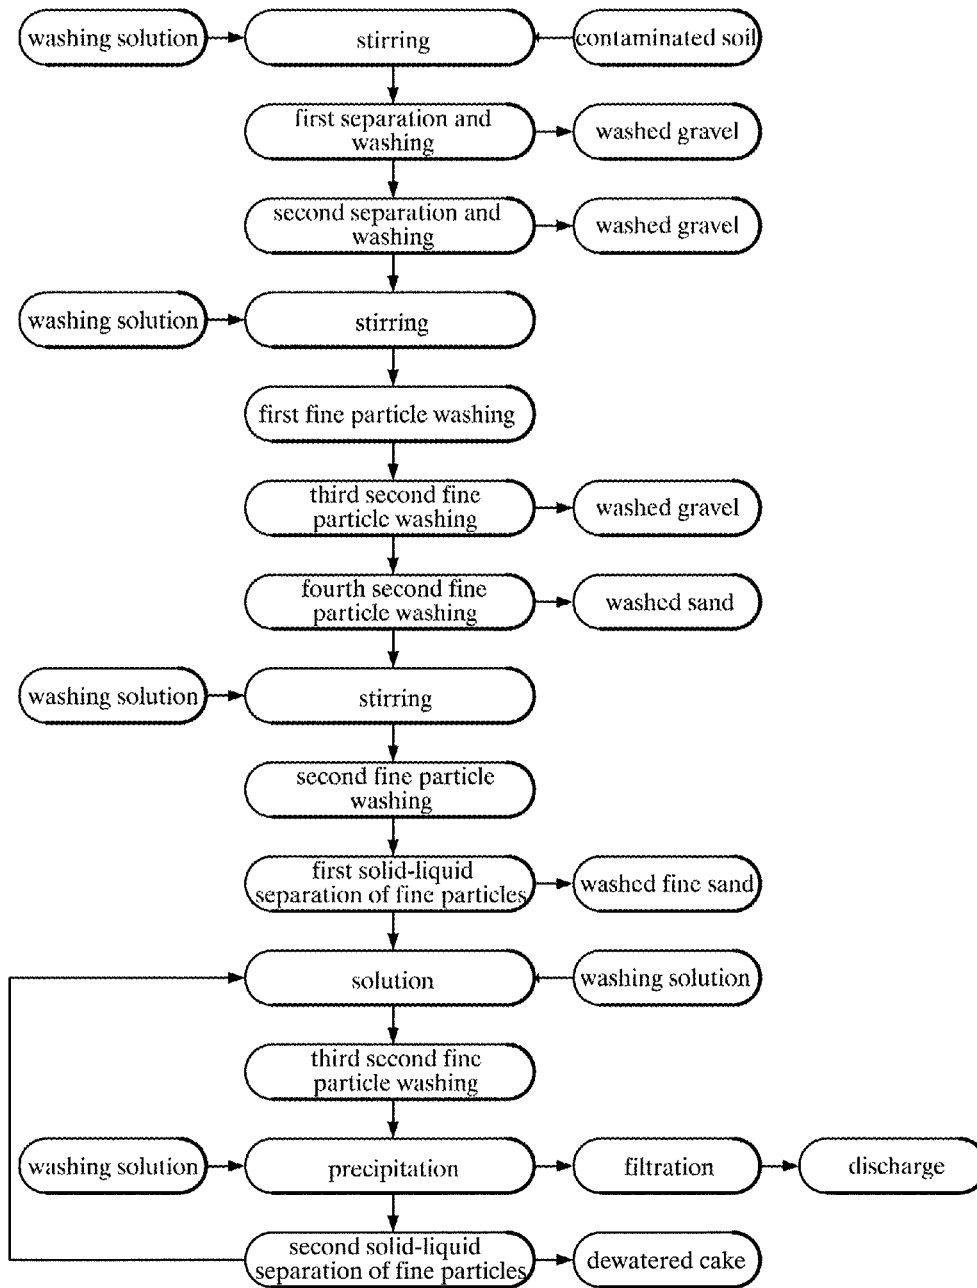 washing solution
stirring
contaminated soil
first separation and
washing
washed gravel
second separation and
washing
washed gravel
washing solution
stirring
first fine particle washing
third second fine
particle washing
washed gravel
fourth second fine
particle washing
washed sand
washing solution
stirring
second fine particle
washing
first solid-liquid
separation of fine particles
washed fine sand
solution
washing solution
third second fine
particle washing
washing solution
precipitation
filtration
discharge
second solid-liquid
separation of fine particles
dewatered cake